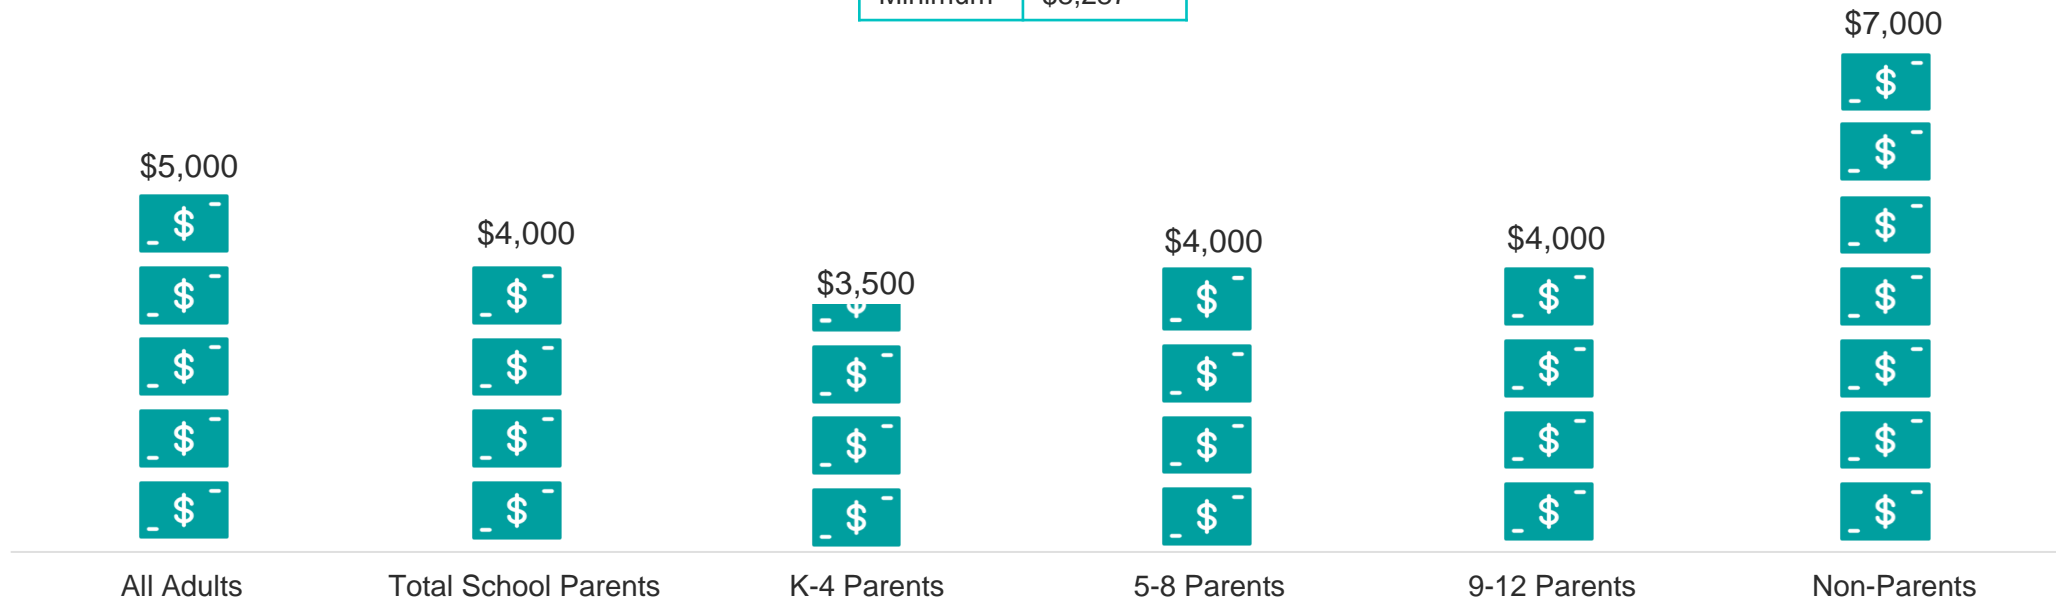 $7,000
$5,000
$4,000
$4,000
$4,000
$3,500
All Adults
Total School Parents
K-4 Parents
5-8 Parents
9-12 Parents
Non-Parents